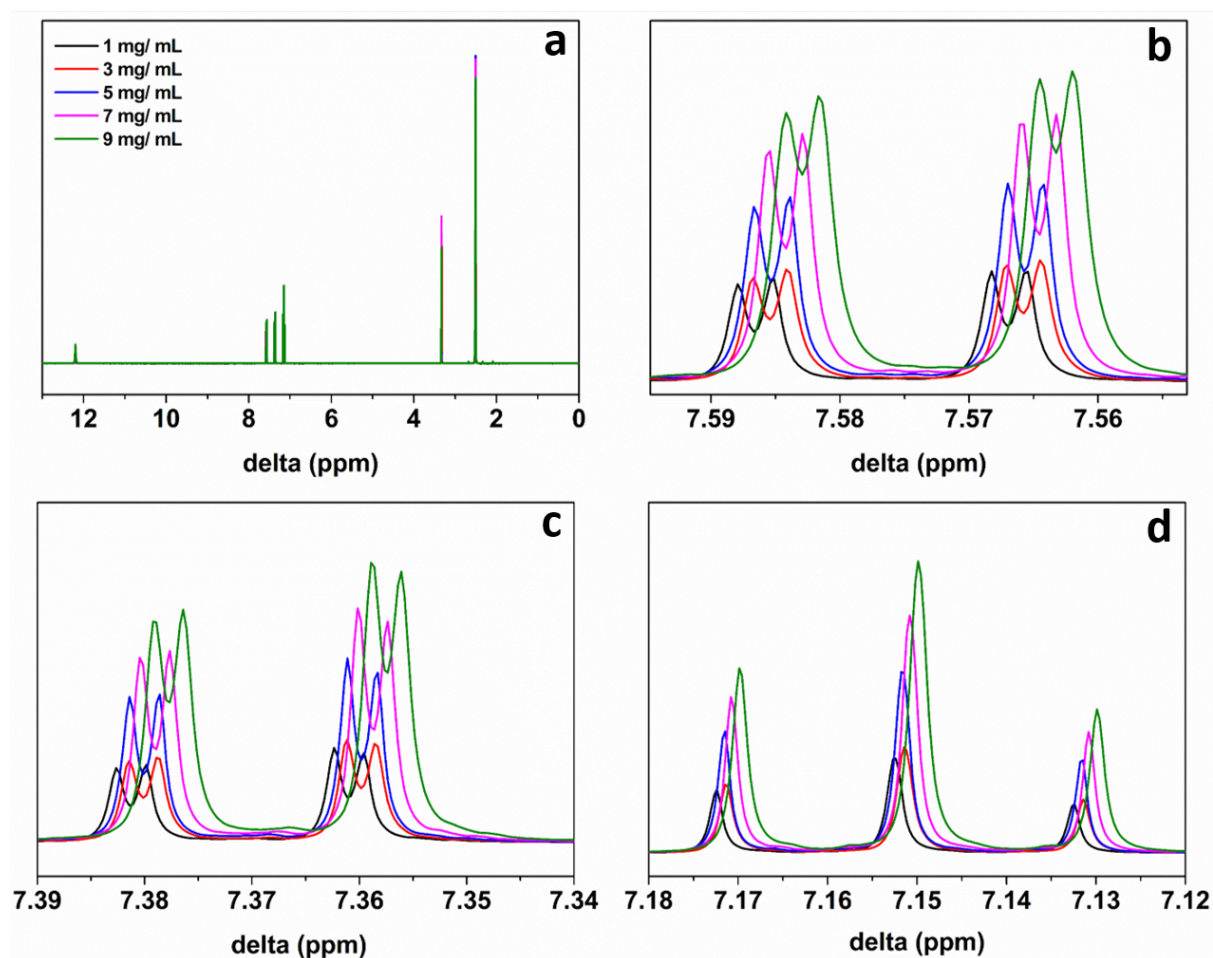 a
1 mg/ mL
3 mg/ mL
5 mg/ mL
7 mg/ mL
9 mg/ mL
12 10 8 6 4 2 0
delta (ppm)
b
7.59 7.58 7.57 7.56
delta (ppm)
c
7.39 7.38 7.37 7.36 7.35 7.34
delta (ppm)
d
7.18 7.17 7.16 7.15 7.14 7.13 7.12
delta (ppm)